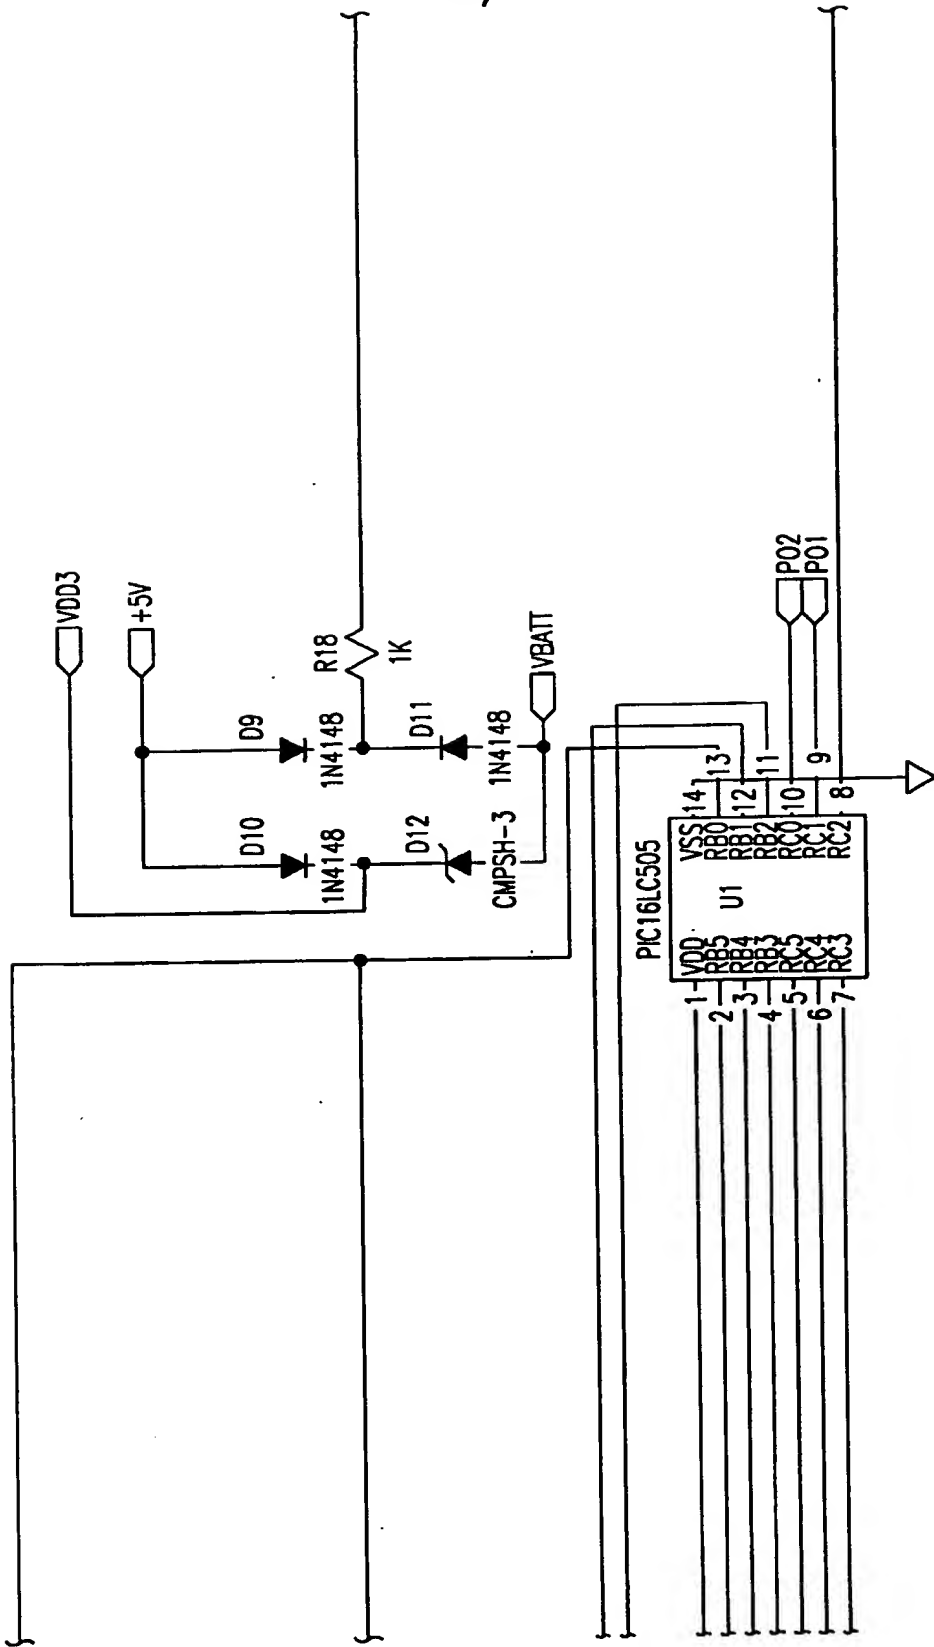 VDD3
+5V
D10
D9
1N4148
1N4148
R18
1K
D12
D11
CMPSH-3
1N4148
VBATT
PIC16LC505
U1
1 VDD VSS 14
2 RB5 RB0 13
3 RB4 RB1 12
4 RB3 RB2 11
5 RC5 RC0 10
6 RC4 RC1 9
7 RC3 RC2 8
PO2
PO1